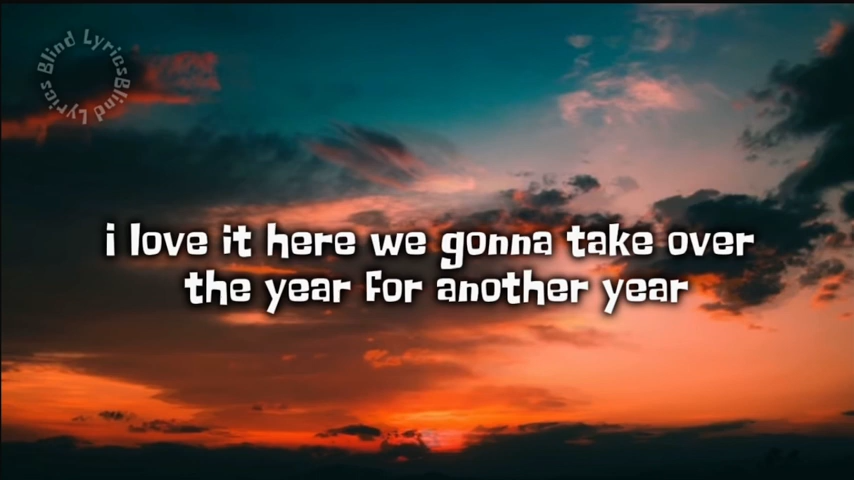 Blind Lyrics Blind Lyrics
i love it here we gonna take over
the year for another year